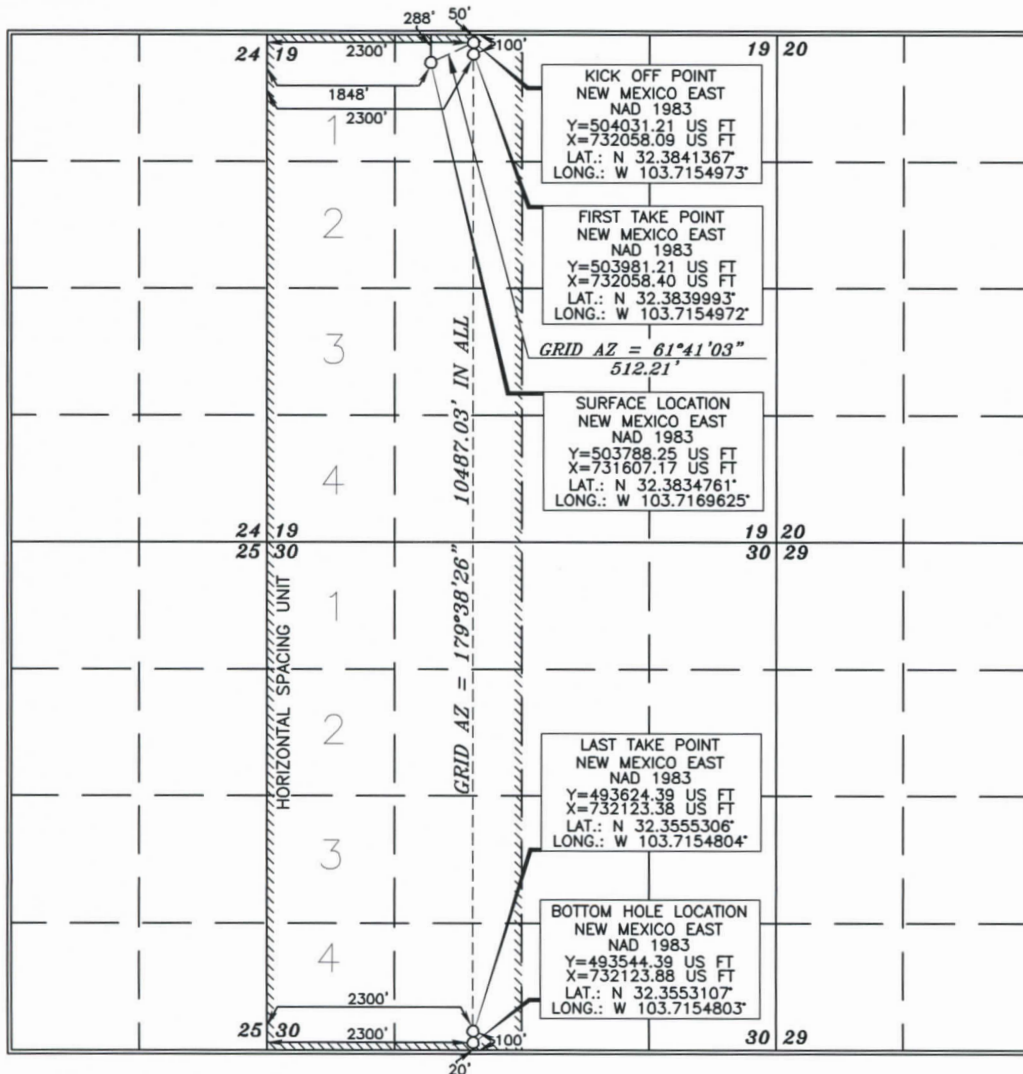 288'
50'
24 19
2300'
100'
19 20
1848'
2300'
KICK OFF POINT
NEW MEXICO EAST
NAD 1983
Y=504031.21 US FT
X=732058.09 US FT
LAT.: N 32.3841367°
LONG.: W 103.7154973°
1
FIRST TAKE POINT
NEW MEXICO EAST
NAD 1983
Y=503981.21 US FT
X=732058.40 US FT
LAT.: N 32.3839993°
LONG.: W 103.7154972°
2
GRID AZ = 61°41'03"
512.21'
3
SURFACE LOCATION
NEW MEXICO EAST
NAD 1983
Y=503788.25 US FT
X=731607.17 US FT
LAT.: N 32.3834761°
LONG.: W 103.7169625°
4
GRID AZ = 179°38'26" 10487.03' IN ALL
24 19
25 30
19 20
30 29
HORIZONTAL SPACING UNIT
1
2
LAST TAKE POINT
NEW MEXICO EAST
NAD 1983
Y=493624.39 US FT
X=732123.38 US FT
LAT.: N 32.3555306°
LONG.: W 103.7154804°
3
BOTTOM HOLE LOCATION
NEW MEXICO EAST
NAD 1983
Y=493544.39 US FT
X=732123.88 US FT
LAT.: N 32.3553107°
LONG.: W 103.7154803°
4
2300'
25 30
2300'
100'
30 29
20'